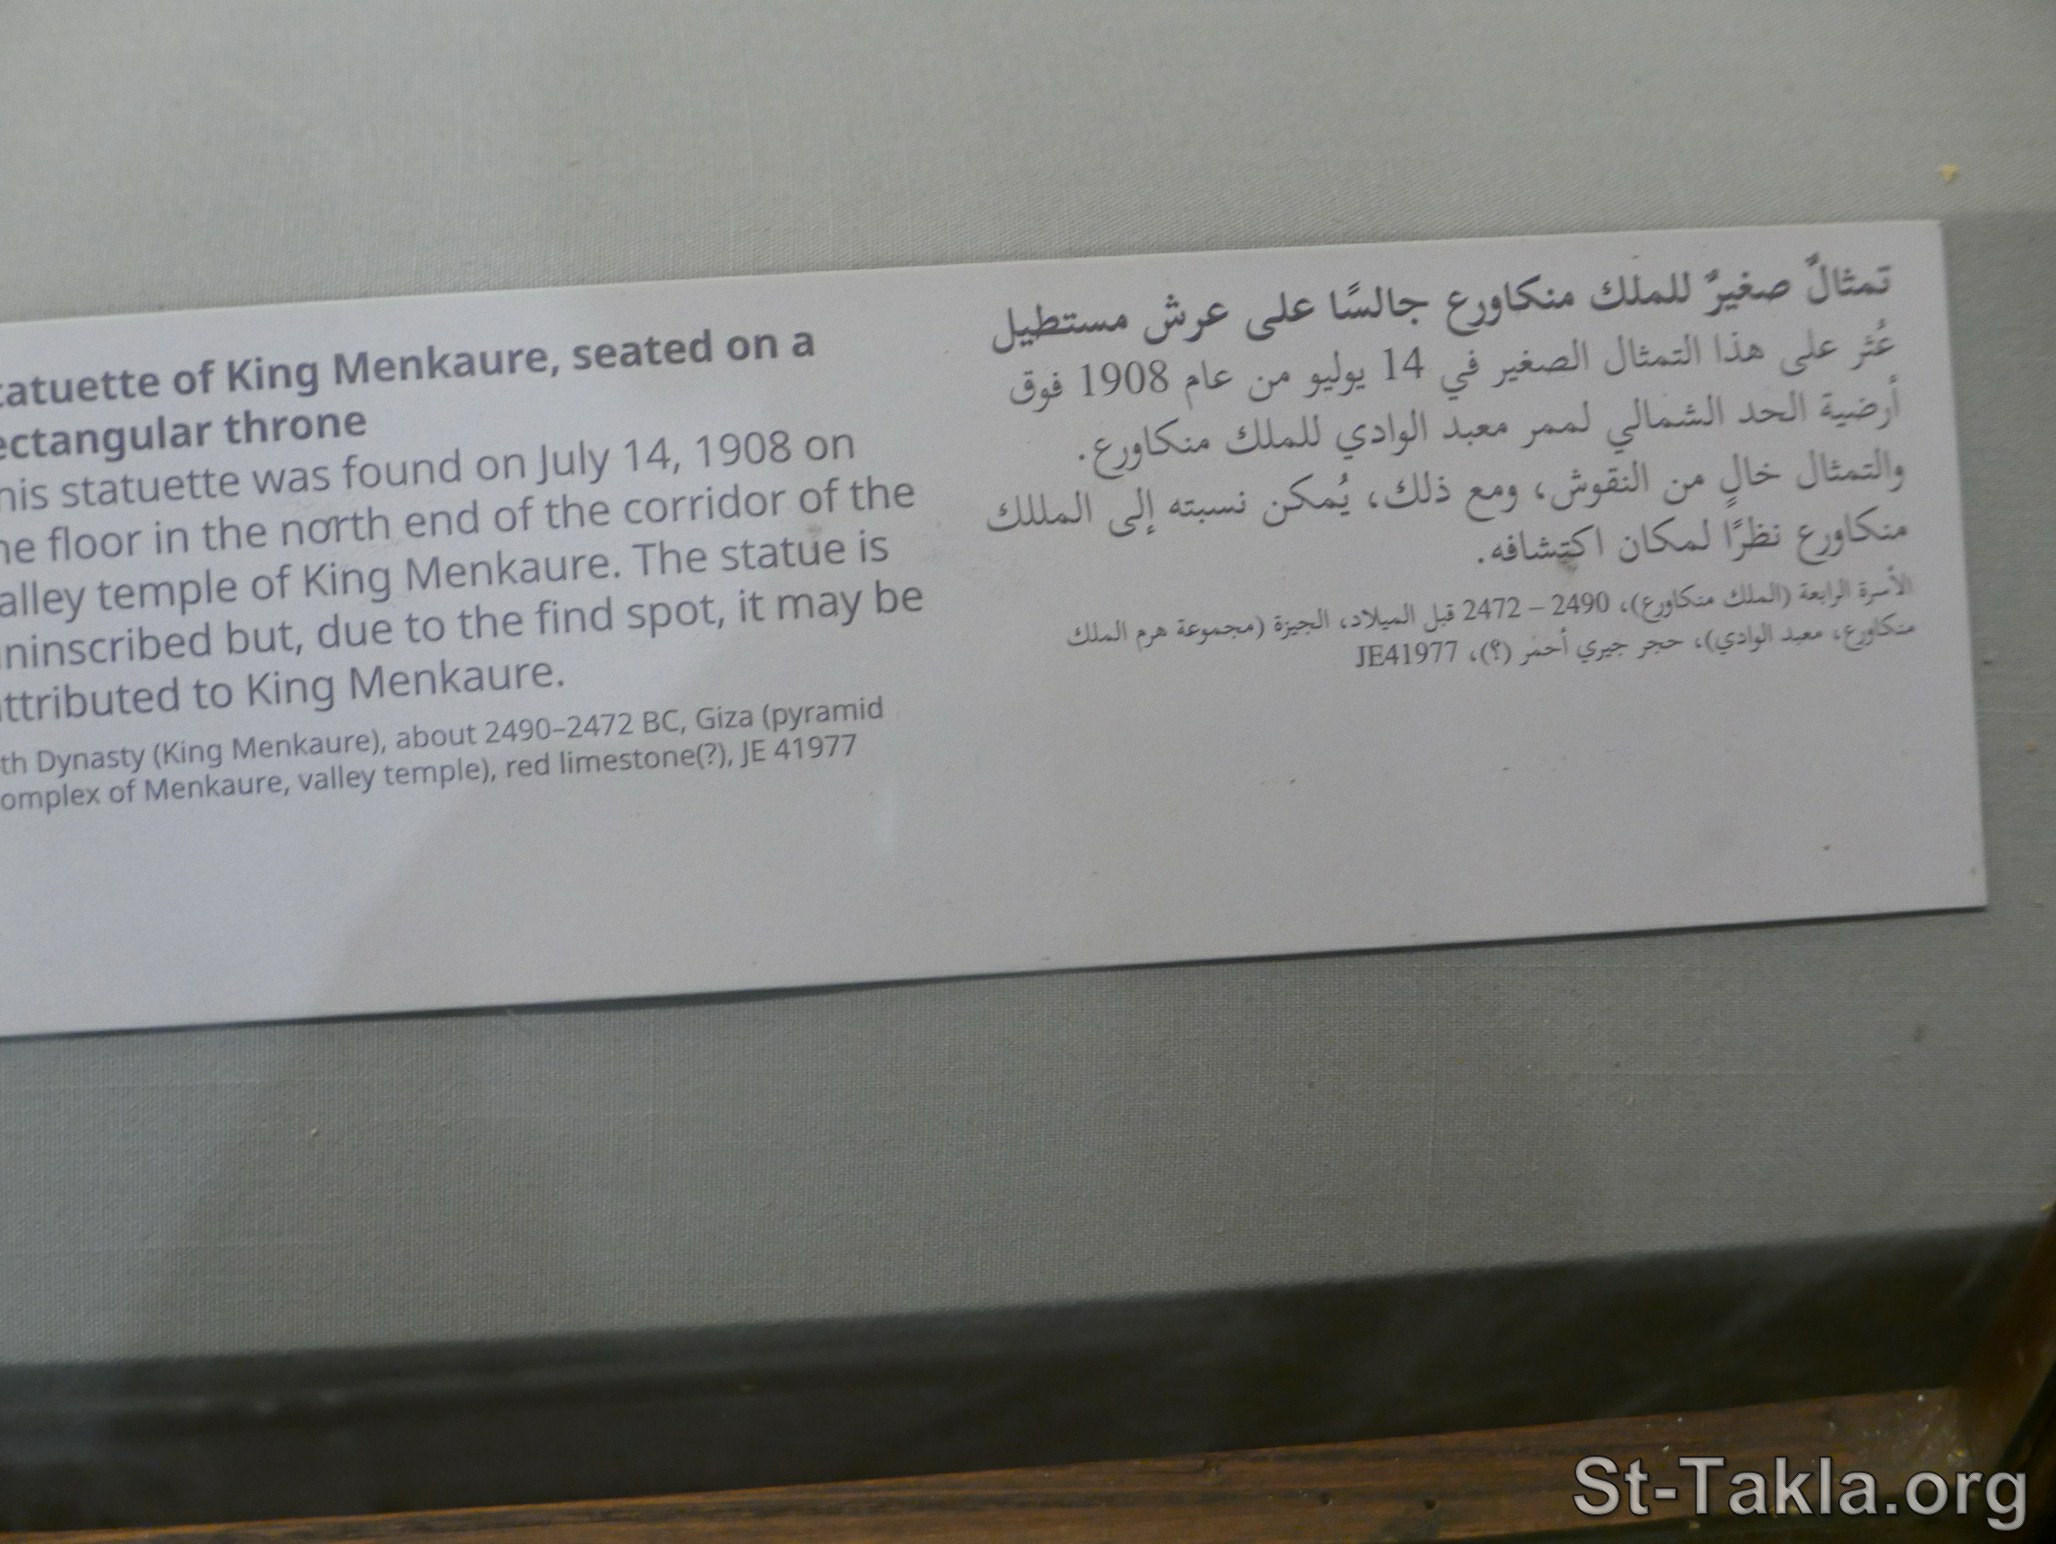 tatuette of King Menkaure, seated on a
ectangular throne
his statuette was found on July 14, 1908 on
he floor in the north end of the corridor of the
alley temple of King Menkaure. The statue is
ninscribed but, due to the find spot, it may be
ttributed to King Menkaure.
th Dynasty (King Menkaure), about 2490–2472 BC, Giza (pyramid
omplex of Menkaure, valley temple), red limestone(?), JE 41977
تمثالٌ صغيرٌ للملك منكاورع جالسًا على عرش مستطيل
عُثر على هذا التمثال الصغير في 14 يوليو من عام 1908 فوق
أرضية الحد الشمالي لممر معبد الوادي للملك منكاورع.
والتمثال خالٍ من النقوش، ومع ذلك، يُمكن نسبته إلى المللك
منكاورع نظرًا لمكان اكتشافه.
الأسرة الرابعة (الملك منكاورع)، 2490 – 2472 قبل الميلاد، الجيزة (مجموعة هرم الملك
منكاورع، معبد الوادي)، حجر جيري أحمر (؟)، JE41977
St-Takla.org